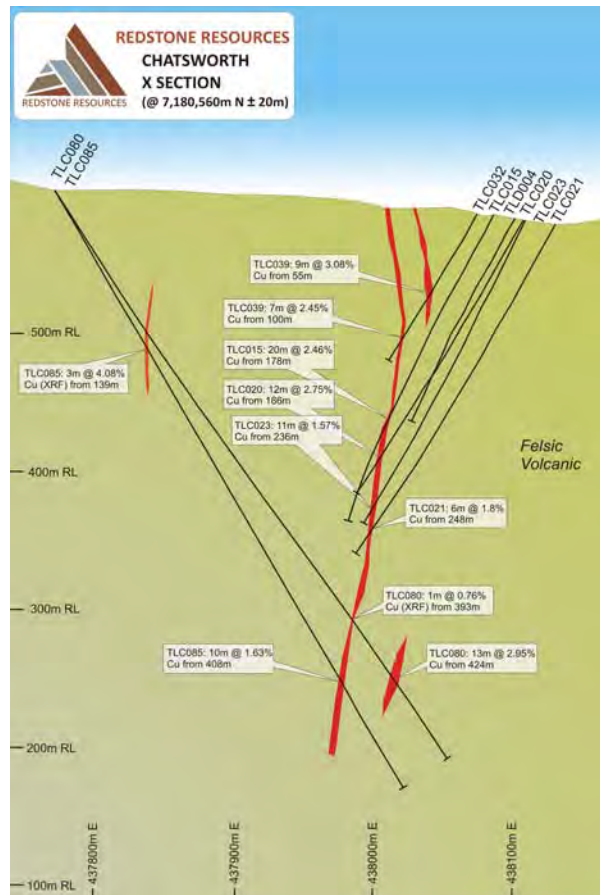 REDSTONE RESOURCES
CHATSWORTH
X SECTION
(@ 7,180,560m N ± 20m)
REDSTONE RESOURCES
TLC080
TLC085
TLC032
TLC015
TLD004
TLC020
TLC023
TLC021
TLC039: 9m @ 3.08%
Cu from 55m
TLC039: 7m @ 2.45%
Cu from 100m
500m RL
TLC015: 20m @ 2.46%
Cu from 178m
TLC085: 3m @ 4.08%
Cu (XRF) from 139m
TLC020: 12m @ 2.75%
Cu from 186m
TLC023: 11m @ 1.57%
Cu from 236m
Felsic
Volcanic
400m RL
TLC021: 6m @ 1.8%
Cu from 248m
TLC080: 1m @ 0.76%
Cu (XRF) from 393m
300m RL
TLC085: 10m @ 1.63%
Cu from 408m
TLC080: 13m @ 2.95%
Cu from 424m
200m RL
437800m E
437900m E
438000m E
438100m E
100m RL